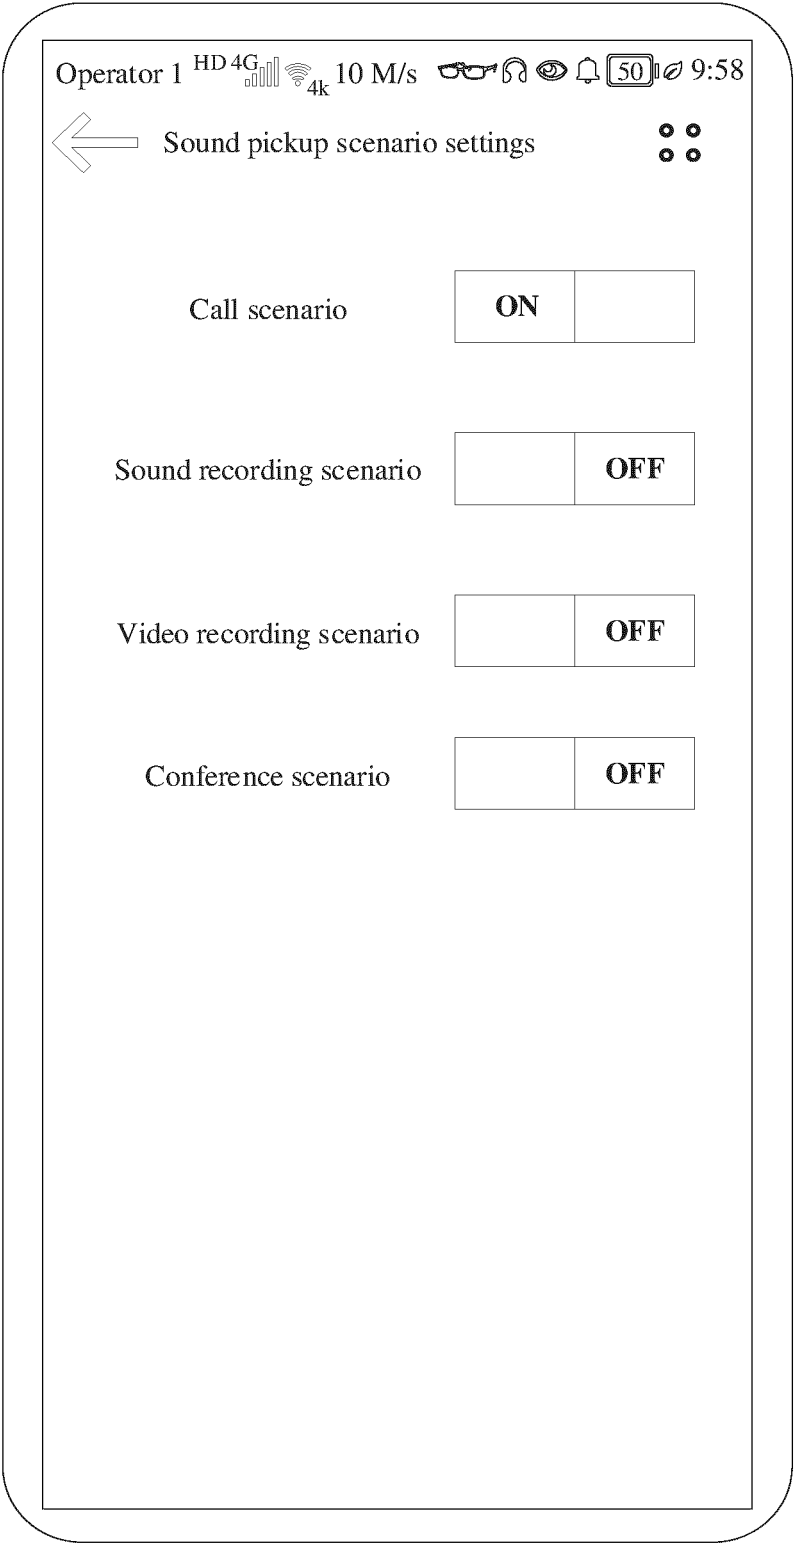 Operator 1 HD 4G 4k 10 M/s 50 9:58
Sound pickup scenario settings
Call scenario ON
Sound recording scenario OFF
Video recording scenario OFF
Conference scenario OFF